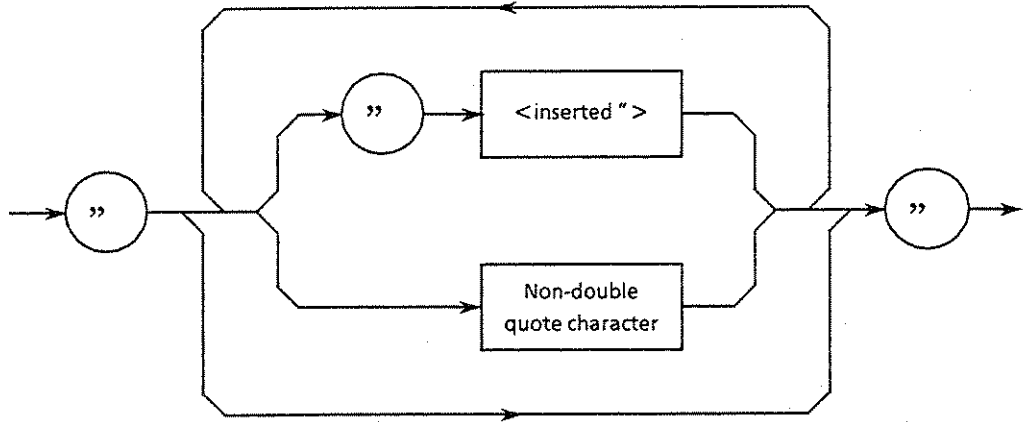 ”
< inserted “ >
”
”
Non-double
quote character